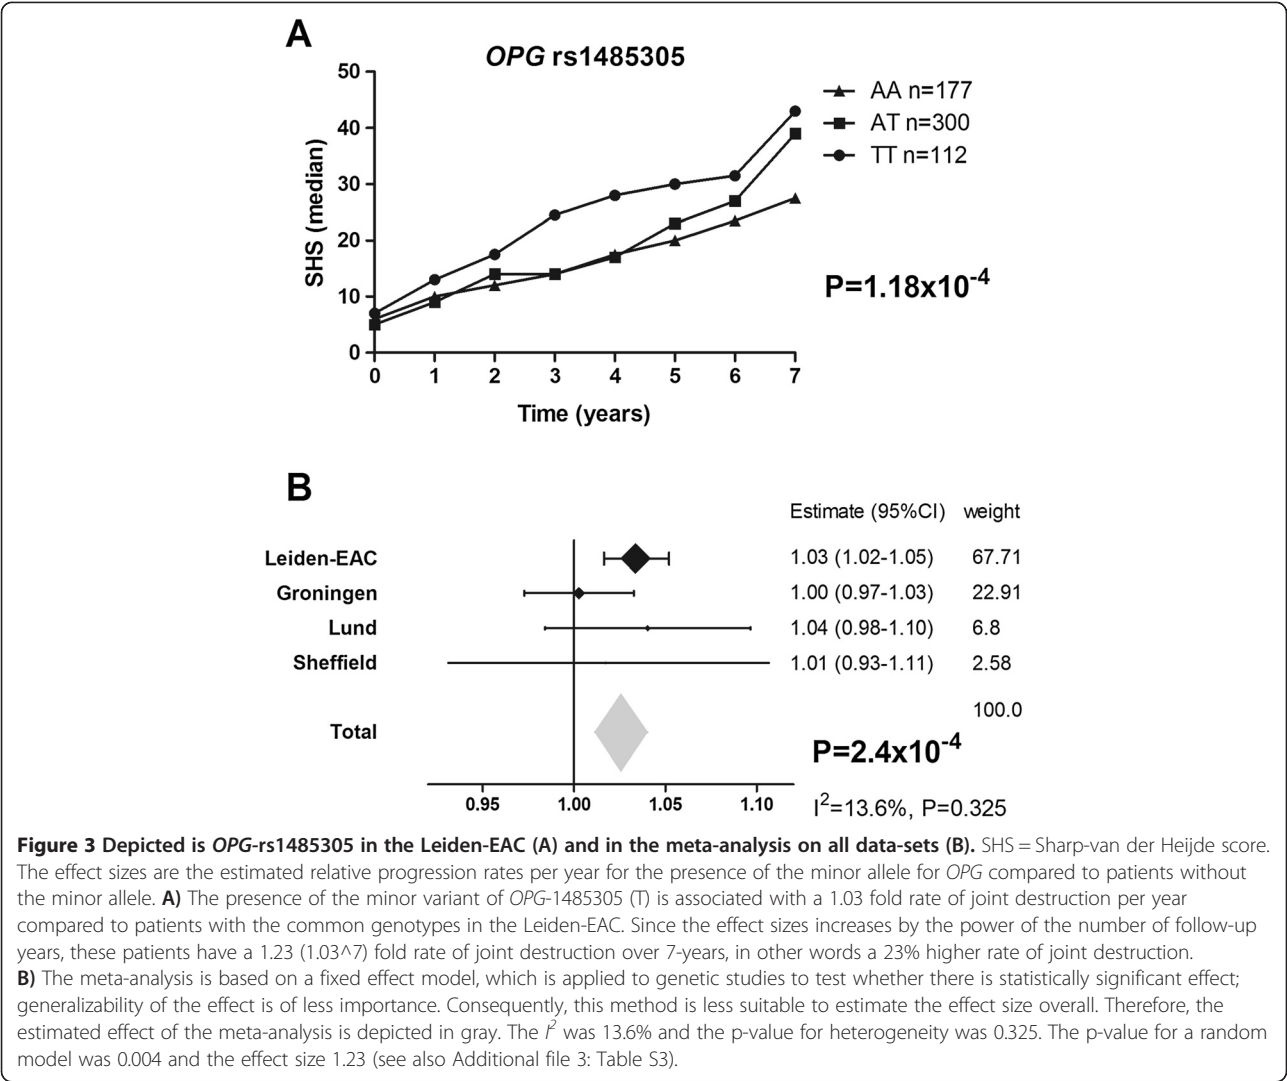 A
OPG rs1485305
50
40
30
20
10
0
SHS (median)
0 1 2 3 4 5 6 7
Time (years)
AA n=177
AT n=300
TT n=112
P=1.18x10-4
B
Estimate (95%CI) weight
Leiden-EAC 1.03 (1.02-1.05) 67.71
Groningen 1.00 (0.97-1.03) 22.91
Lund 1.04 (0.98-1.10) 6.8
Sheffield 1.01 (0.93-1.11) 2.58
100.0
Total
P=2.4x10-4
0.95 1.00 1.05 1.10
I2=13.6%, P=0.325
Figure 3 Depicted is OPG-rs1485305 in the Leiden-EAC (A) and in the meta-analysis on all data-sets (B). SHS = Sharp-van der Heijde score.
The effect sizes are the estimated relative progression rates per year for the presence of the minor allele for OPG compared to patients without
the minor allele. A) The presence of the minor variant of OPG-1485305 (T) is associated with a 1.03 fold rate of joint destruction per year
compared to patients with the common genotypes in the Leiden-EAC. Since the effect sizes increases by the power of the number of follow-up
years, these patients have a 1.23 (1.03^7) fold rate of joint destruction over 7-years, in other words a 23% higher rate of joint destruction.
B) The meta-analysis is based on a fixed effect model, which is applied to genetic studies to test whether there is statistically significant effect;
generalizability of the effect is of less importance. Consequently, this method is less suitable to estimate the effect size overall. Therefore, the
estimated effect of the meta-analysis is depicted in gray. The I2 was 13.6% and the p-value for heterogeneity was 0.325. The p-value for a random
model was 0.004 and the effect size 1.23 (see also Additional file 3: Table S3).